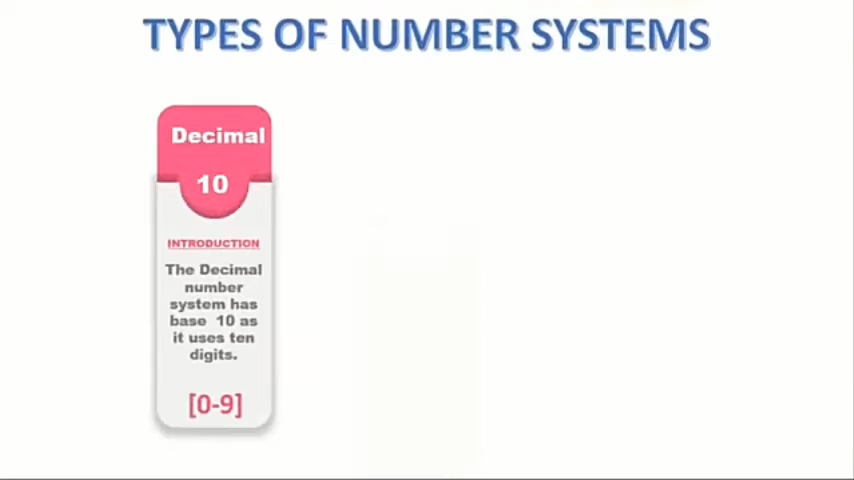 TYPES OF NUMBER SYSTEMS
Decimal
10
INTRODUCTION
The Decimal
number
system has
base 10 as
it uses ten
digits.
[0-9]